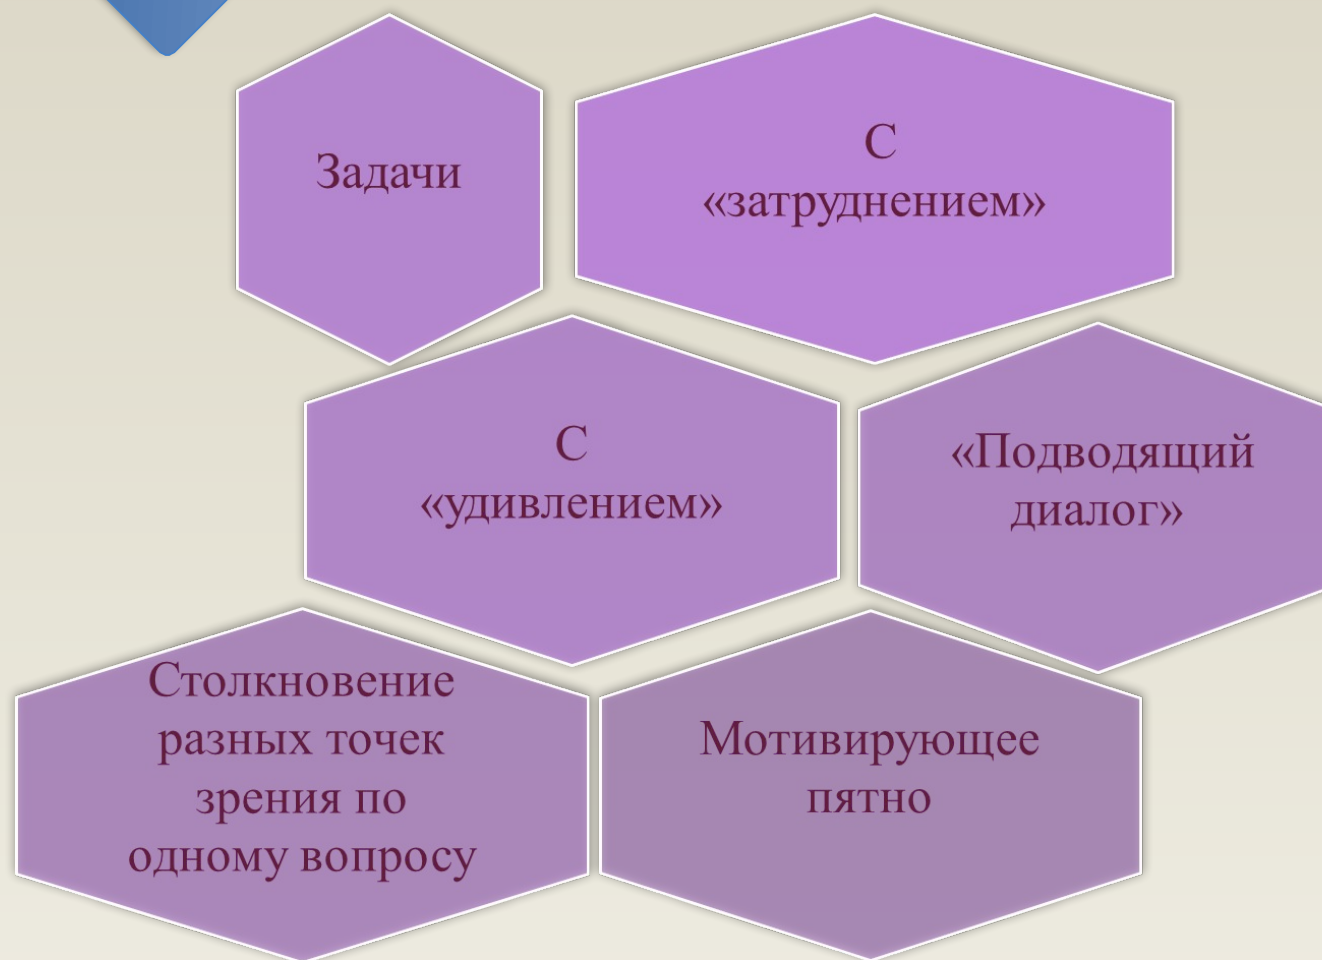 Задачи
С
«затруднением»
С
«удивлением»
«Подводящий
диалог»
Столкновение
разных точек
зрения по
одному вопросу
Мотивирующее
пятно